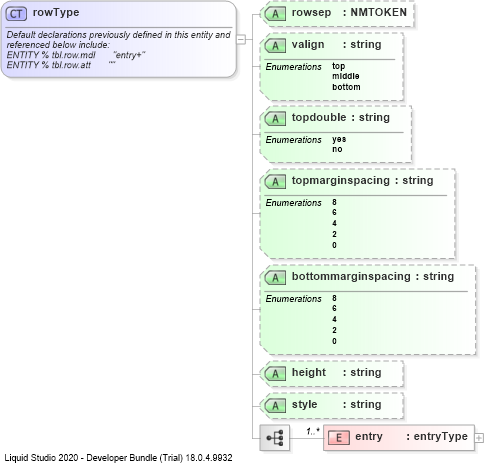 CT rowType
Default declarations previously defined in this entity and
referenced below include:
ENTITY % tbl.row.mdl "entry+"
ENTITY % tbl.row.att ""
A rowsep : NMTOKEN
A valign : string
Enumerations top
middle
bottom
A topdouble : string
Enumerations yes
no
A topmarginspacing : string
Enumerations 8
6
4
2
0
A bottommarginspacing : string
Enumerations 8
6
4
2
0
A height : string
A style : string
1..* E entry : entryType
Liquid Studio 2020 - Developer Bundle (Trial) 18.0.4.9932